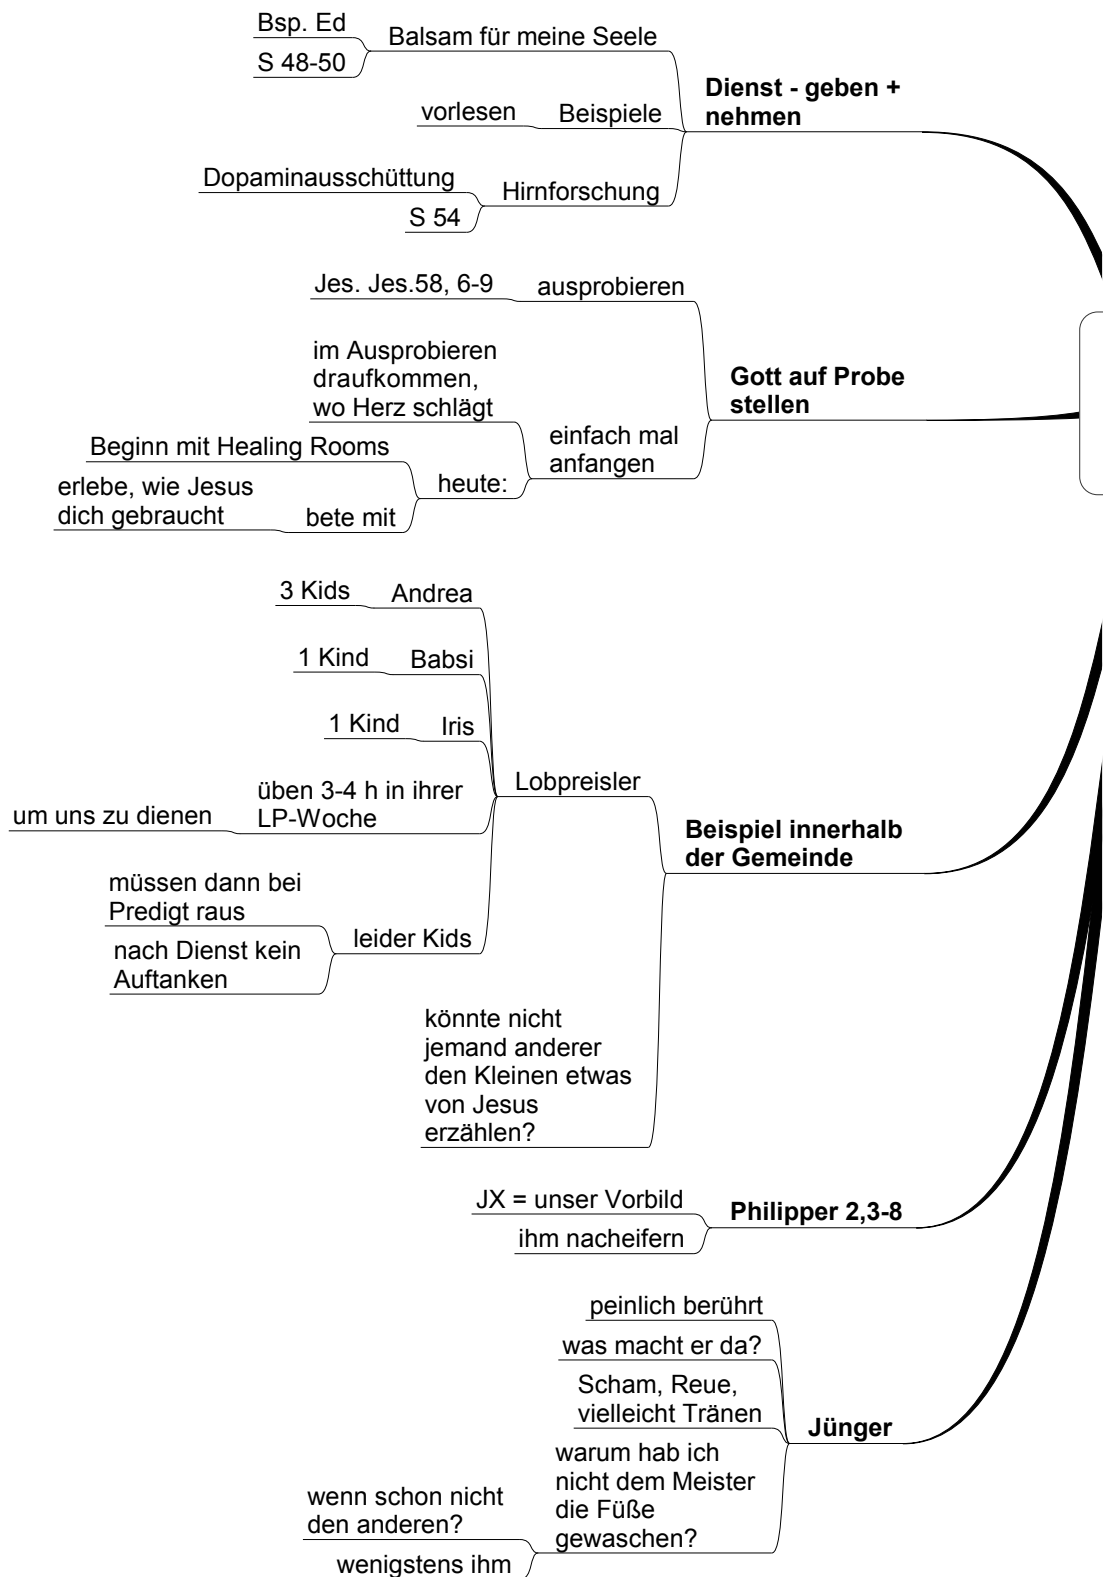 Dienst - geben +
nehmen
Balsam für meine Seele
Bsp. Ed
S 48-50
Beispiele
vorlesen
Hirnforschung
Dopaminausschüttung
S 54
Gott auf Probe
stellen
ausprobieren
Jes. Jes.58, 6-9
einfach mal
anfangen
im Ausprobieren
draufkommen,
wo Herz schlägt
heute:
Beginn mit Healing Rooms
bete mit
erlebe, wie Jesus
dich gebraucht
Beispiel innerhalb
der Gemeinde
Lobpreisler
Andrea
3 Kids
Babsi
1 Kind
Iris
1 Kind
üben 3-4 h in ihrer
LP-Woche
um uns zu dienen
leider Kids
müssen dann bei
Predigt raus
nach Dienst kein
Auftanken
könnte nicht
jemand anderer
den Kleinen etwas
von Jesus
erzählen?
Philipper 2,3-8
JX = unser Vorbild
ihm nacheifern
Jünger
peinlich berührt
was macht er da?
Scham, Reue,
vielleicht Tränen
warum hab ich
nicht dem Meister
die Füße
gewaschen?
wenn schon nicht
den anderen?
wenigstens ihm